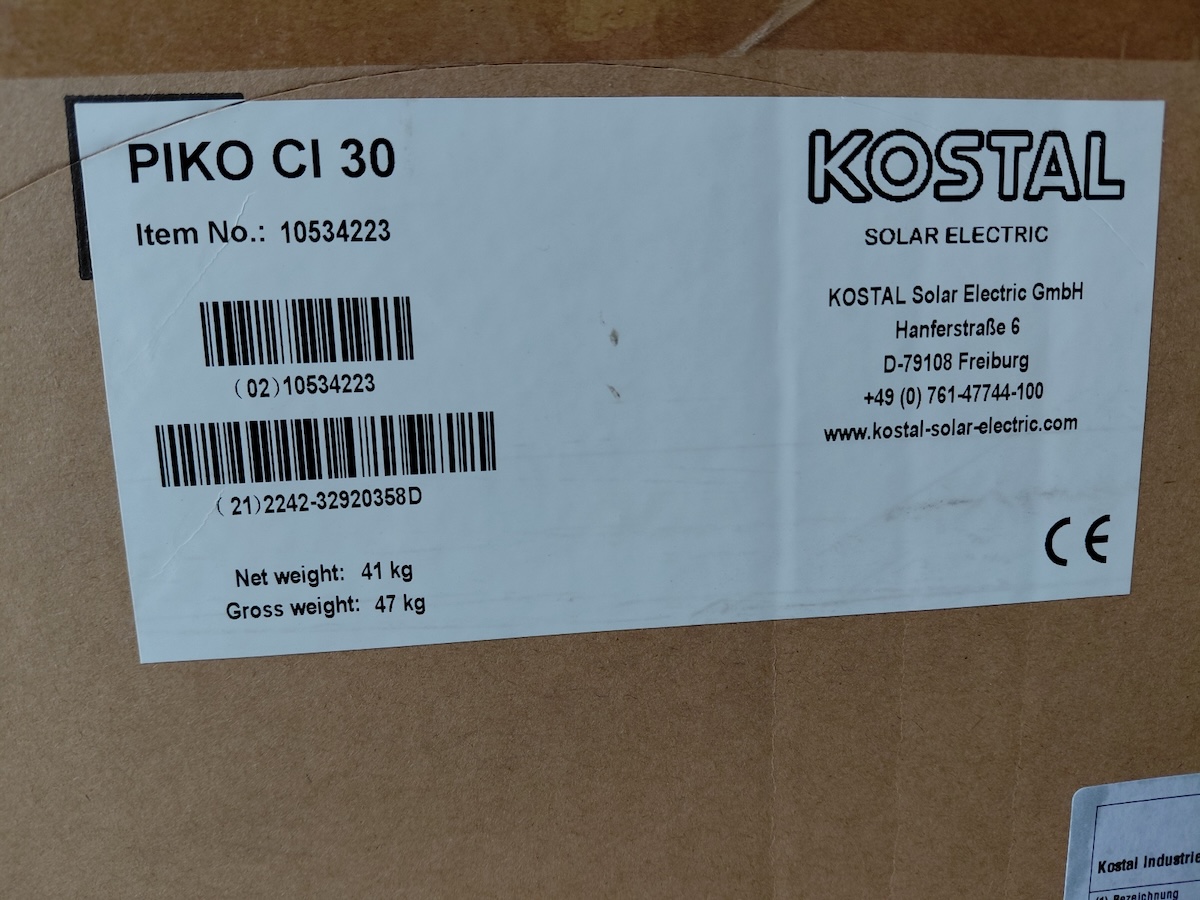 PIKO CI 30
Item No.: 10534223
(02)10534223
(21)2242-32920358D
Net weight: 41 kg
Gross weight: 47 kg
KOSTAL
SOLAR ELECTRIC
KOSTAL Solar Electric GmbH
Hanferstraße 6
D-79108 Freiburg
+49 (0) 761-47744-100
www.kostal-solar-electric.com
CE
Kostal Industrie
(1) Bezeichnung